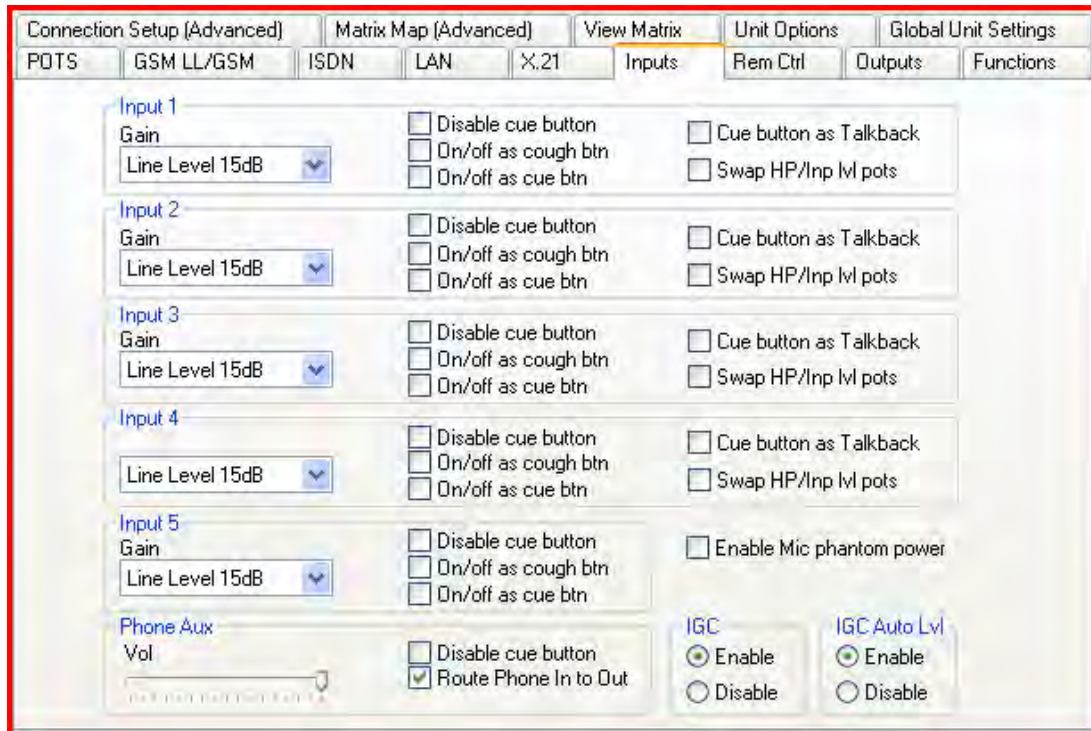 Connection Setup (Advanced) Matrix Map (Advanced) View Matrix Unit Options Global Unit Settings
POTS GSM LL/GSM ISDN LAN X.21 Inputs Rem Ctrl Outputs Functions
Input 1
Gain
Line Level 15dB
Disable cue button
On/off as cough btn
On/off as cue btn
Cue button as Talkback
Swap HP/Inp lvl pots
Input 2
Gain
Line Level 15dB
Disable cue button
On/off as cough btn
On/off as cue btn
Cue button as Talkback
Swap HP/Inp lvl pots
Input 3
Gain
Line Level 15dB
Disable cue button
On/off as cough btn
On/off as cue btn
Cue button as Talkback
Swap HP/Inp lvl pots
Input 4
Line Level 15dB
Disable cue button
On/off as cough btn
On/off as cue btn
Cue button as Talkback
Swap HP/Inp lvl pots
Input 5
Gain
Line Level 15dB
Disable cue button
On/off as cough btn
On/off as cue btn
Enable Mic phantom power
Phone Aux
Vol
Disable cue button
Route Phone In to Out
IGC
Enable
Disable
IGC Auto Lvl
Enable
Disable